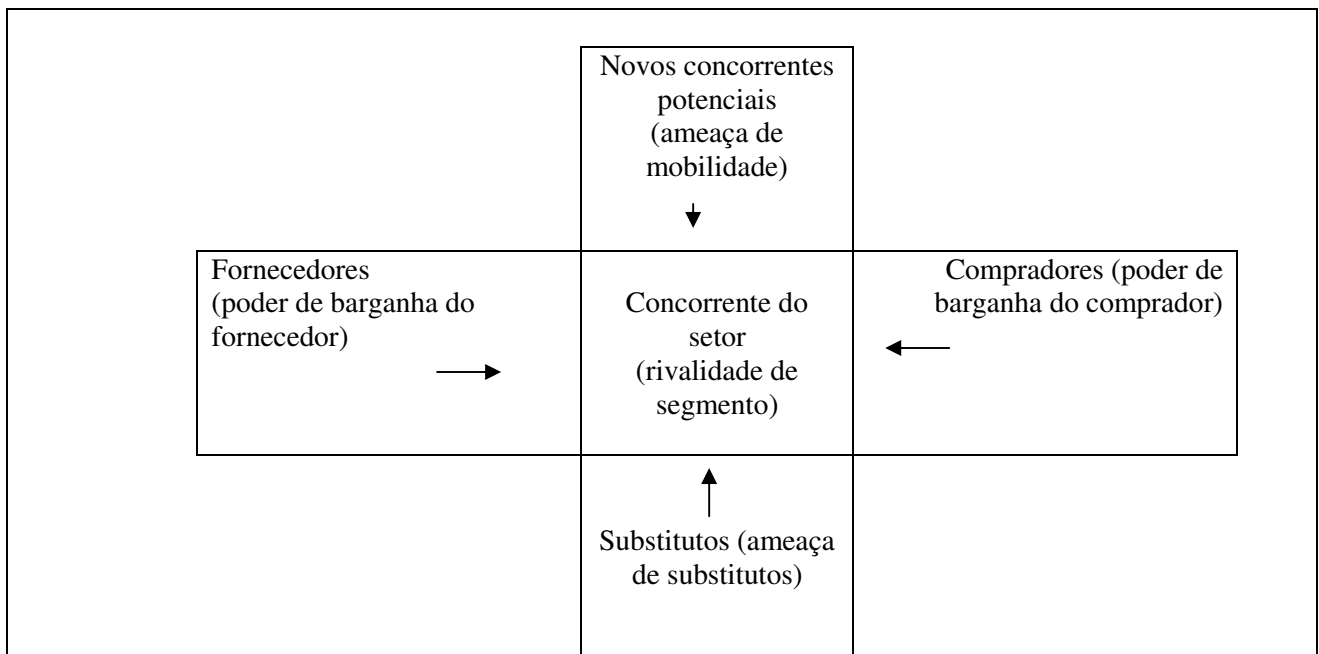 Novos concorrentes
potenciais
(ameaça de
mobilidade)
Fornecedores
(poder de barganha do
fornecedor)
Concorrente do
setor
(rivalidade de
segmento)
Compradores (poder de
barganha do comprador)
Substitutos (ameaça
de substitutos)